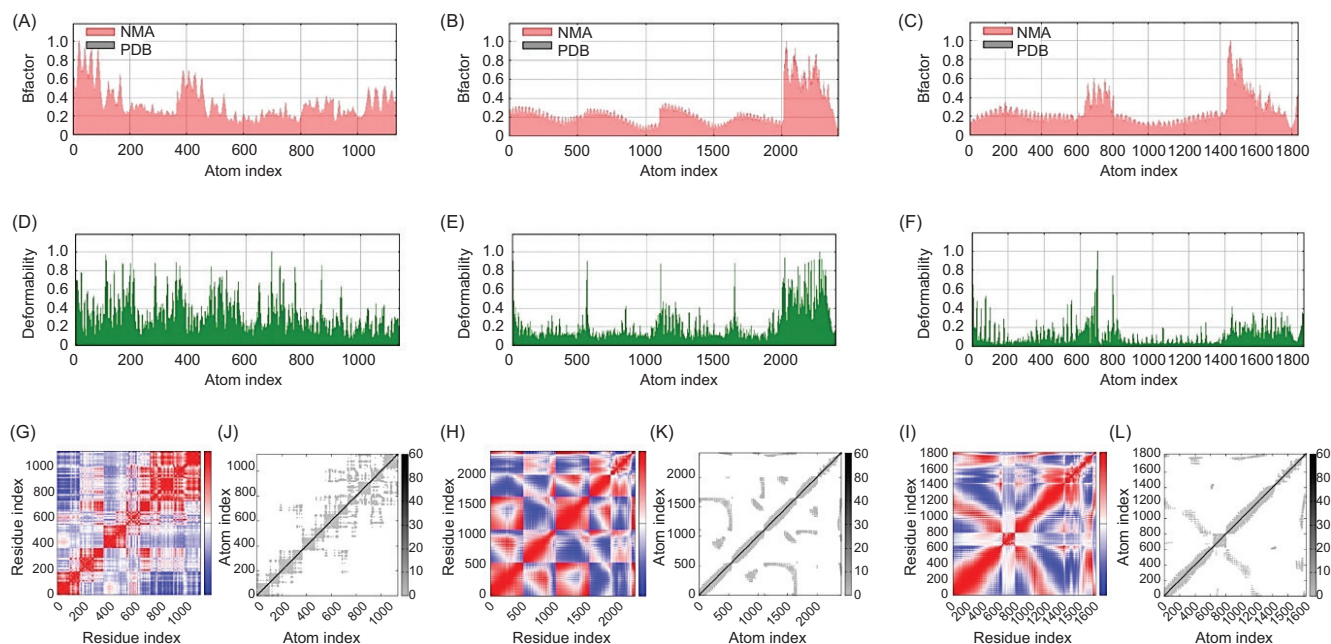 (A)
NMA
PDB
1.0
0.8
0.6
0.4
0.2
0
Bfactor
0 200 400 600 800 1000
Atom index
(B)
NMA
PDB
1.0
0.8
0.6
0.4
0.2
0
Bfactor
0 500 1000 1500 2000
Atom index
(C)
NMA
PDB
1.0
0.8
0.6
0.4
0.2
0
Bfactor
0 200 400 600 800 1000 1200 1400 1600 1800
Atom index
(D)
1.0
0.8
0.6
0.4
0.2
0
Deformability
0 200 400 600 800 1000
Atom index
(E)
1.0
0.8
0.6
0.4
0.2
0
Deformability
0 500 1000 1500 2000
Atom index
(F)
1.0
0.8
0.6
0.4
0.2
0
Deformability
0 200 400 600 800 1000 1200 1400 1600 1800
Atom index
(G)
1000
800
600
400
200
0
Residue index
0 200 400 600 800 1000
Residue index
(J)
1000
800
600
400
200
0
Atom index
0 200 400 600 800 1000
Atom index
60
50
40
30
20
10
0
(H)
2000
1500
1000
500
0
Residue index
0 500 1000 1500 2000
Residue index
(K)
2000
1500
1000
500
0
Atom index
0 500 1000 1500 2000
Atom index
60
50
40
30
20
10
0
(I)
1800
1600
1400
1200
1000
800
600
400
200
0
Residue index
0 200 400 600 800 1000 1200 1400 1600
Residue index
(L)
1800
1600
1400
1200
1000
800
600
400
200
0
Atom index
0 200 400 600 800 1000 1200 1400 1500 1600
Atom index
60
50
40
30
20
10
0